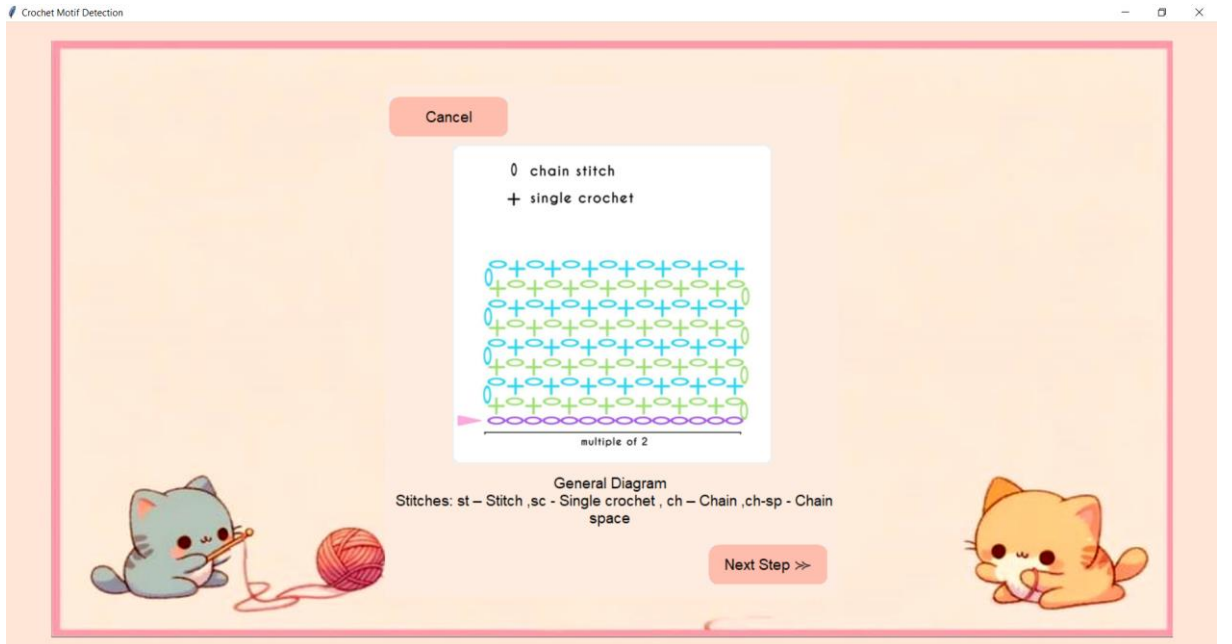 Crochet Motif Detection
Cancel
chain stitch
single crochet
multiple of 2
General Diagram
Stitches: st – Stitch ,sc - Single crochet , ch – Chain ,ch-sp - Chain
space
Next Step ≫